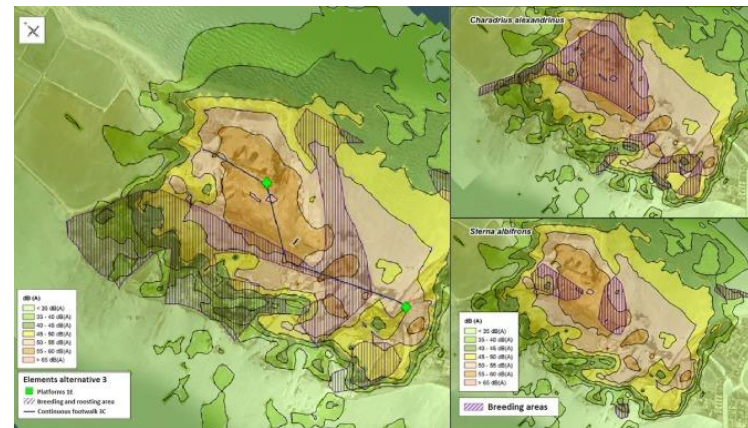 dB (A)
< 35 dB(A)
35 - 40 dB(A)
40 - 45 dB(A)
45 - 50 dB(A)
50 - 55 dB(A)
55 - 60 dB(A)
> 65 dB(A)
Elements alternative 3
Platforms 1E
Breeding and roosting area
Continuous footwalk 3C
Charadrius alexandrinus
Sterna albifrons
dB (A)
< 35 dB(A)
35 - 40 dB(A)
40 - 45 dB(A)
45 - 50 dB(A)
50 - 55 dB(A)
55 - 60 dB(A)
> 65 dB(A)
Breeding areas